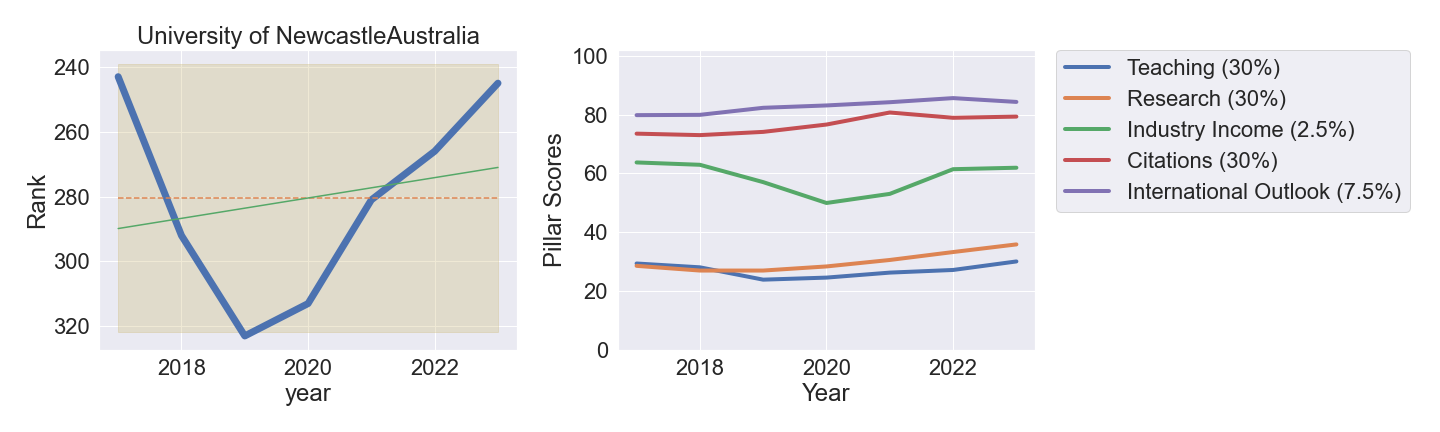 University of NewcastleAustralia
240
260
280
300
320
Rank
2018
2020
2022
year
100
80
60
40
20
0
Pillar Scores
2018
2020
2022
Year
Teaching (30%)
Research (30%)
Industry Income (2.5%)
Citations (30%)
International Outlook (7.5%)